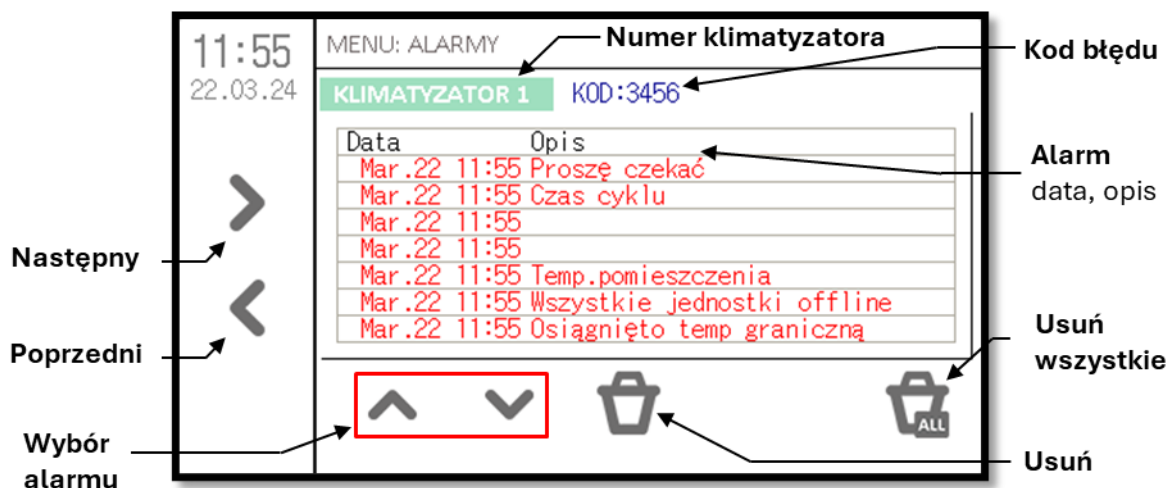 11:55
22.03.24
MENU: ALARMY
Numer klimatyzatora
Kod błędu
KLIMATYZATOR 1 KOD:3456
Data Opis
Mar.22 11:55 Proszę czekać
Mar.22 11:55 Czas cyklu
Mar.22 11:55
Mar.22 11:55
Mar.22 11:55 Temp.pomieszczenia
Mar.22 11:55 Wszystkie jednostki offline
Mar.22 11:55 Osiągnięto temp graniczną
Alarm
data, opis
Następny
Poprzedni
Usuń
wszystkie
ALL
Wybór
alarmu
Usuń